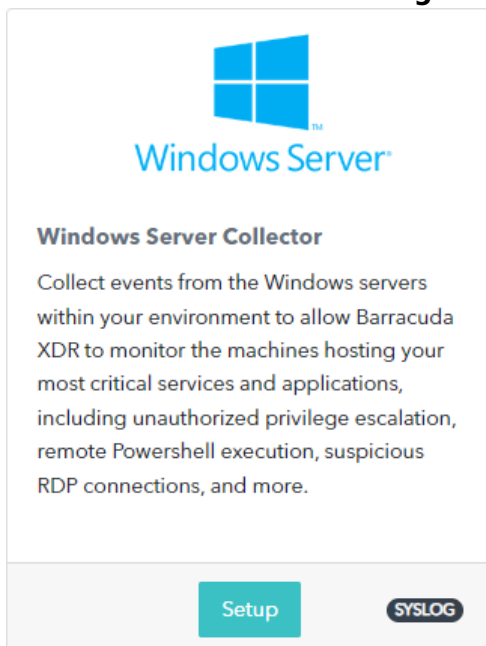 TM
Windows Server®
Windows Server Collector
Collect events from the Windows servers
within your environment to allow Barracuda
XDR to monitor the machines hosting your
most critical services and applications,
including unauthorized privilege escalation,
remote Powershell execution, suspicious
RDP connections, and more.
Setup
SYSLOG